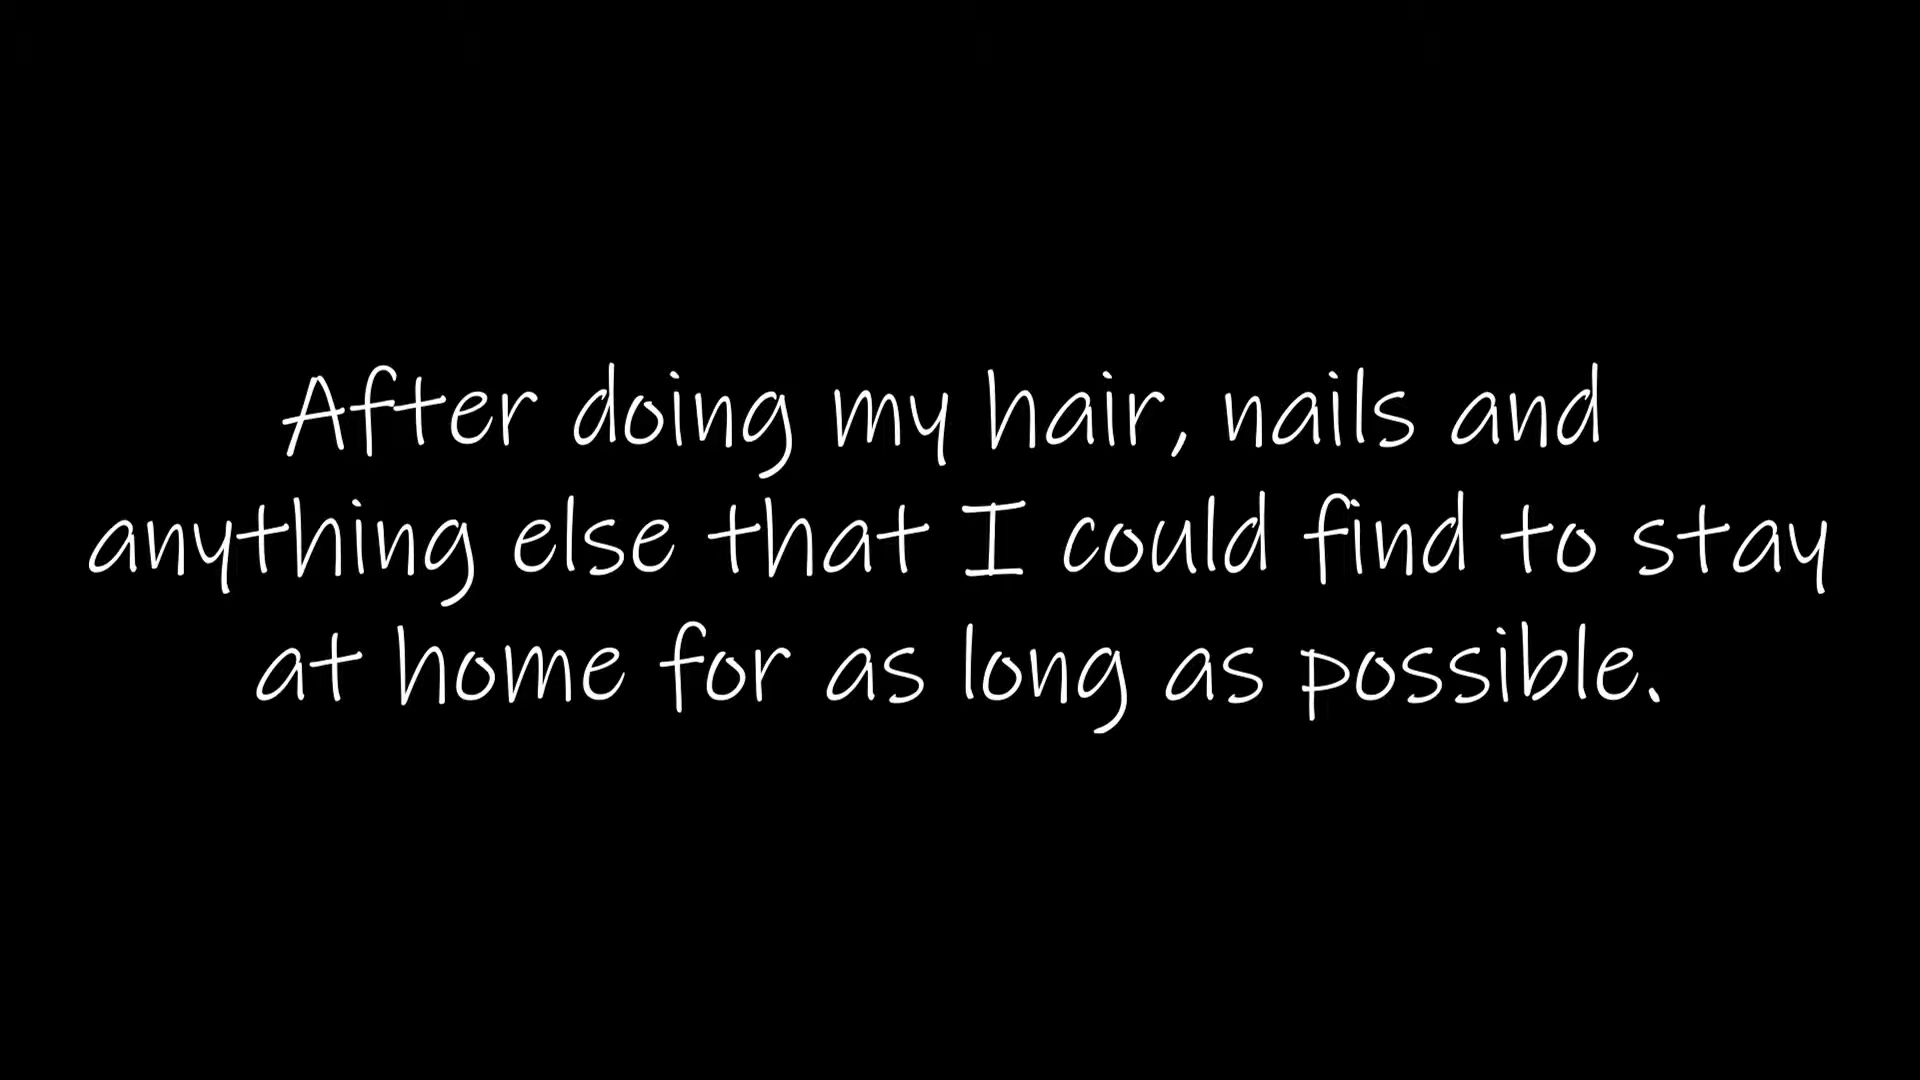 After doing my hair, nails and
anything else that I could find to stay
at home for as long as possible.